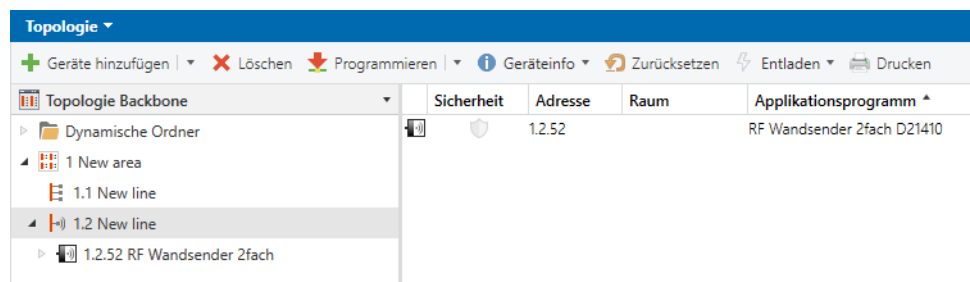 Topologie
Geräte hinzufügen Löschen Programmieren Geräteinfo Zurücksetzen Entladen Drucken
Topologie Backbone Sicherheit Adresse Raum Applikationsprogramm
Dynamische Ordner 1.2.52 RF Wandsender 2fach D21410
1 New area
1.1 New line
1.2 New line
1.2.52 RF Wandsender 2fach